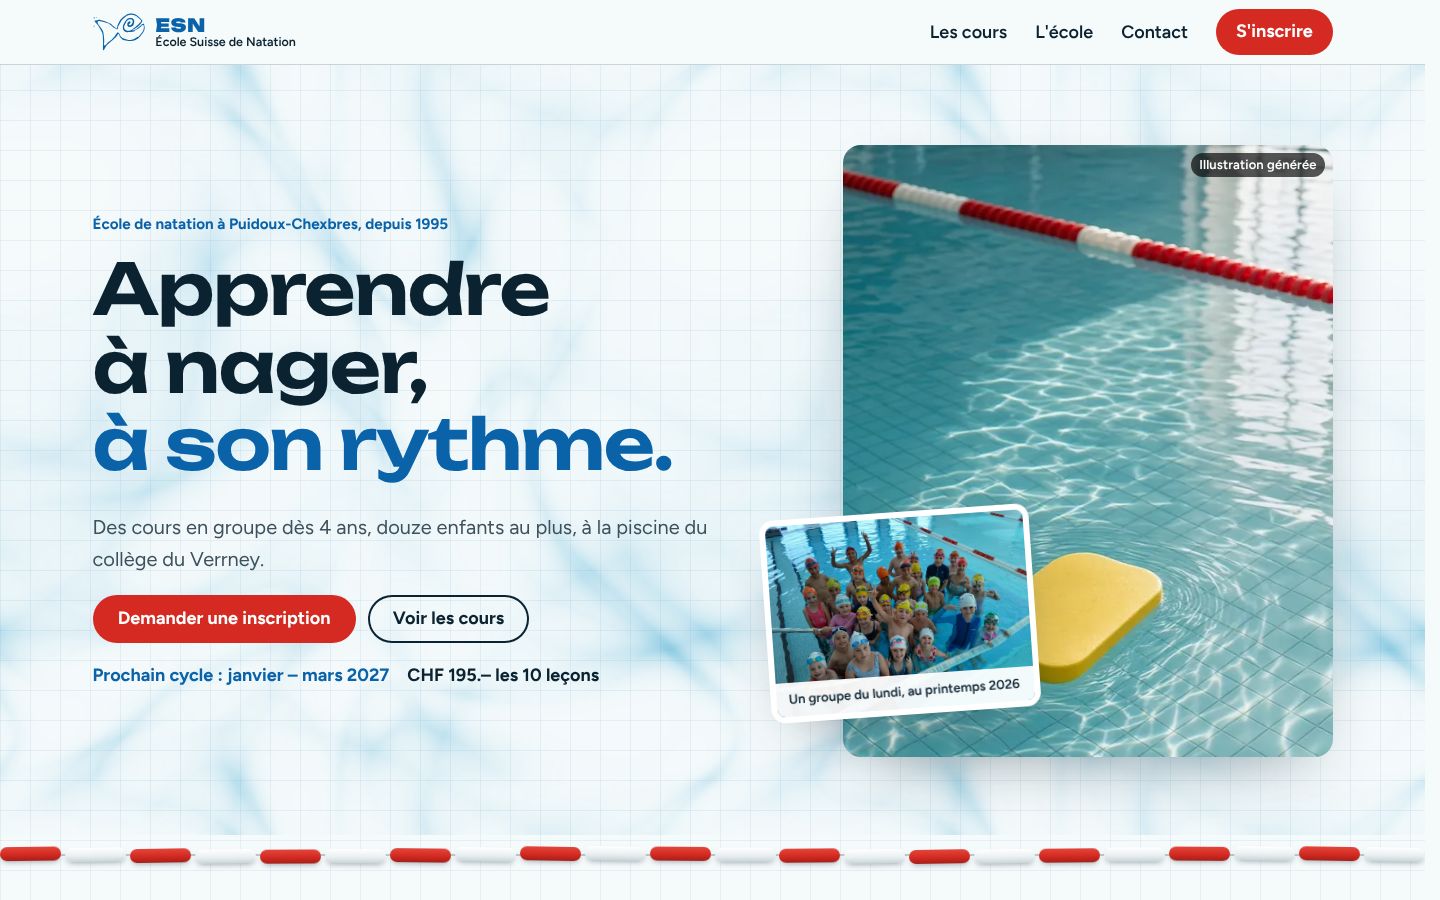 ESN
École Suisse de Natation
Les cours
L'école
Contact
S'inscrire
Illustration générée
École de natation à Puidoux-Chexbres, depuis 1995
Apprendre
à nager,
à son rythme.
Des cours en groupe dès 4 ans, douze enfants au plus, à la piscine du
collège du Verrney.
Demander une inscription
Voir les cours
Prochain cycle : janvier – mars 2027
CHF 195.– les 10 leçons
Un groupe du lundi, au printemps 2026